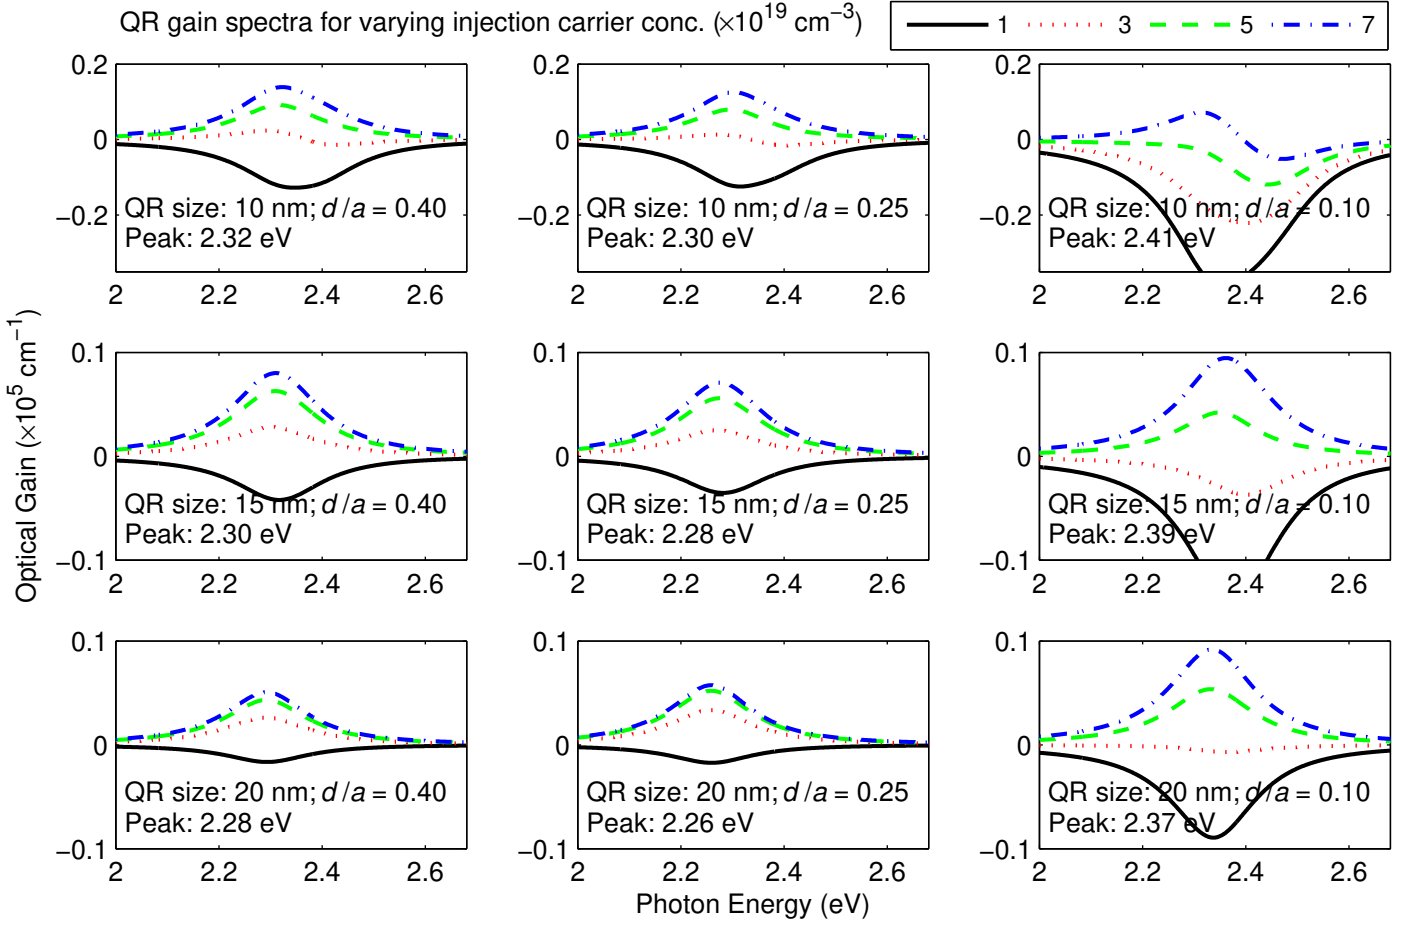 QR gain spectra for varying injection carrier conc. (×10^19 cm^−3)
1 3 5 7
Optical Gain (×10^5 cm^−1)
0.2
0
−0.2
2 2.2 2.4 2.6
QR size: 10 nm; d/a = 0.40
Peak: 2.32 eV
0.2
0
−0.2
2 2.2 2.4 2.6
QR size: 10 nm; d/a = 0.25
Peak: 2.30 eV
0.2
0
−0.2
2 2.2 2.4 2.6
QR size: 10 nm; d/a = 0.10
Peak: 2.41 eV
0.1
0
−0.1
2 2.2 2.4 2.6
QR size: 15 nm; d/a = 0.40
Peak: 2.30 eV
0.1
0
−0.1
2 2.2 2.4 2.6
QR size: 15 nm; d/a = 0.25
Peak: 2.28 eV
0.1
0
−0.1
2 2.2 2.4 2.6
QR size: 15 nm; d/a = 0.10
Peak: 2.39 eV
0.1
0
−0.1
2 2.2 2.4 2.6
QR size: 20 nm; d/a = 0.40
Peak: 2.28 eV
0.1
0
−0.1
2 2.2 2.4 2.6
QR size: 20 nm; d/a = 0.25
Peak: 2.26 eV
0.1
0
−0.1
2 2.2 2.4 2.6
QR size: 20 nm; d/a = 0.10
Peak: 2.37 eV
Photon Energy (eV)